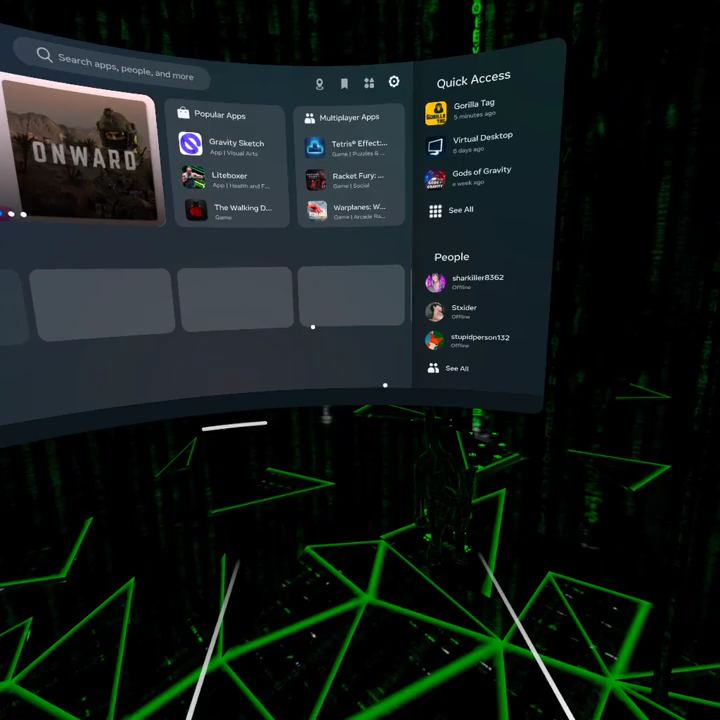 Search apps, people, and more
ONWARD
Popular Apps
Gravity Sketch
App | Visual Arts
Liteboxer
App | Health and F...
The Walking D...
Game
Multiplayer Apps
Tetris® Effect:...
Game | Puzzles & ...
Racket Fury: ...
Game | Social
Warplanes: W...
Game | Arcade Ra...
Quick Access
GORILLA TAG
Gorilla Tag
5 minutes ago
Virtual Desktop
6 days ago
Gods of Gravity
a week ago
See All
People
sharkiller8362
Offline
Stxider
Offline
stupidperson132
Offline
See All